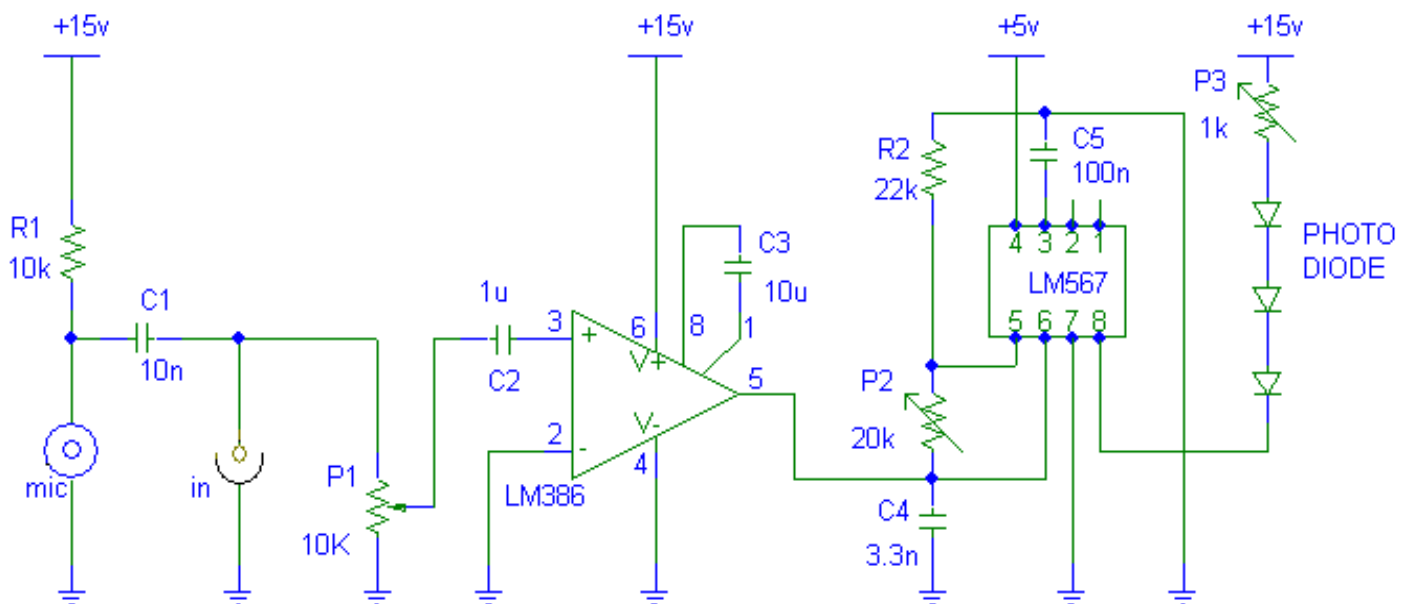 +15v
+15v
+5v
+15v
P3
1k
R1
10k
C1
10n
mic
in
P1
10K
1u
C2
3
+
2
-
6
V+
V-
4
8
1
5
LM386
C3
10u
R2
22k
C5
100n
4 3 2 1
LM567
5 6 7 8
P2
20k
C4
3.3n
PHOTO
DIODE